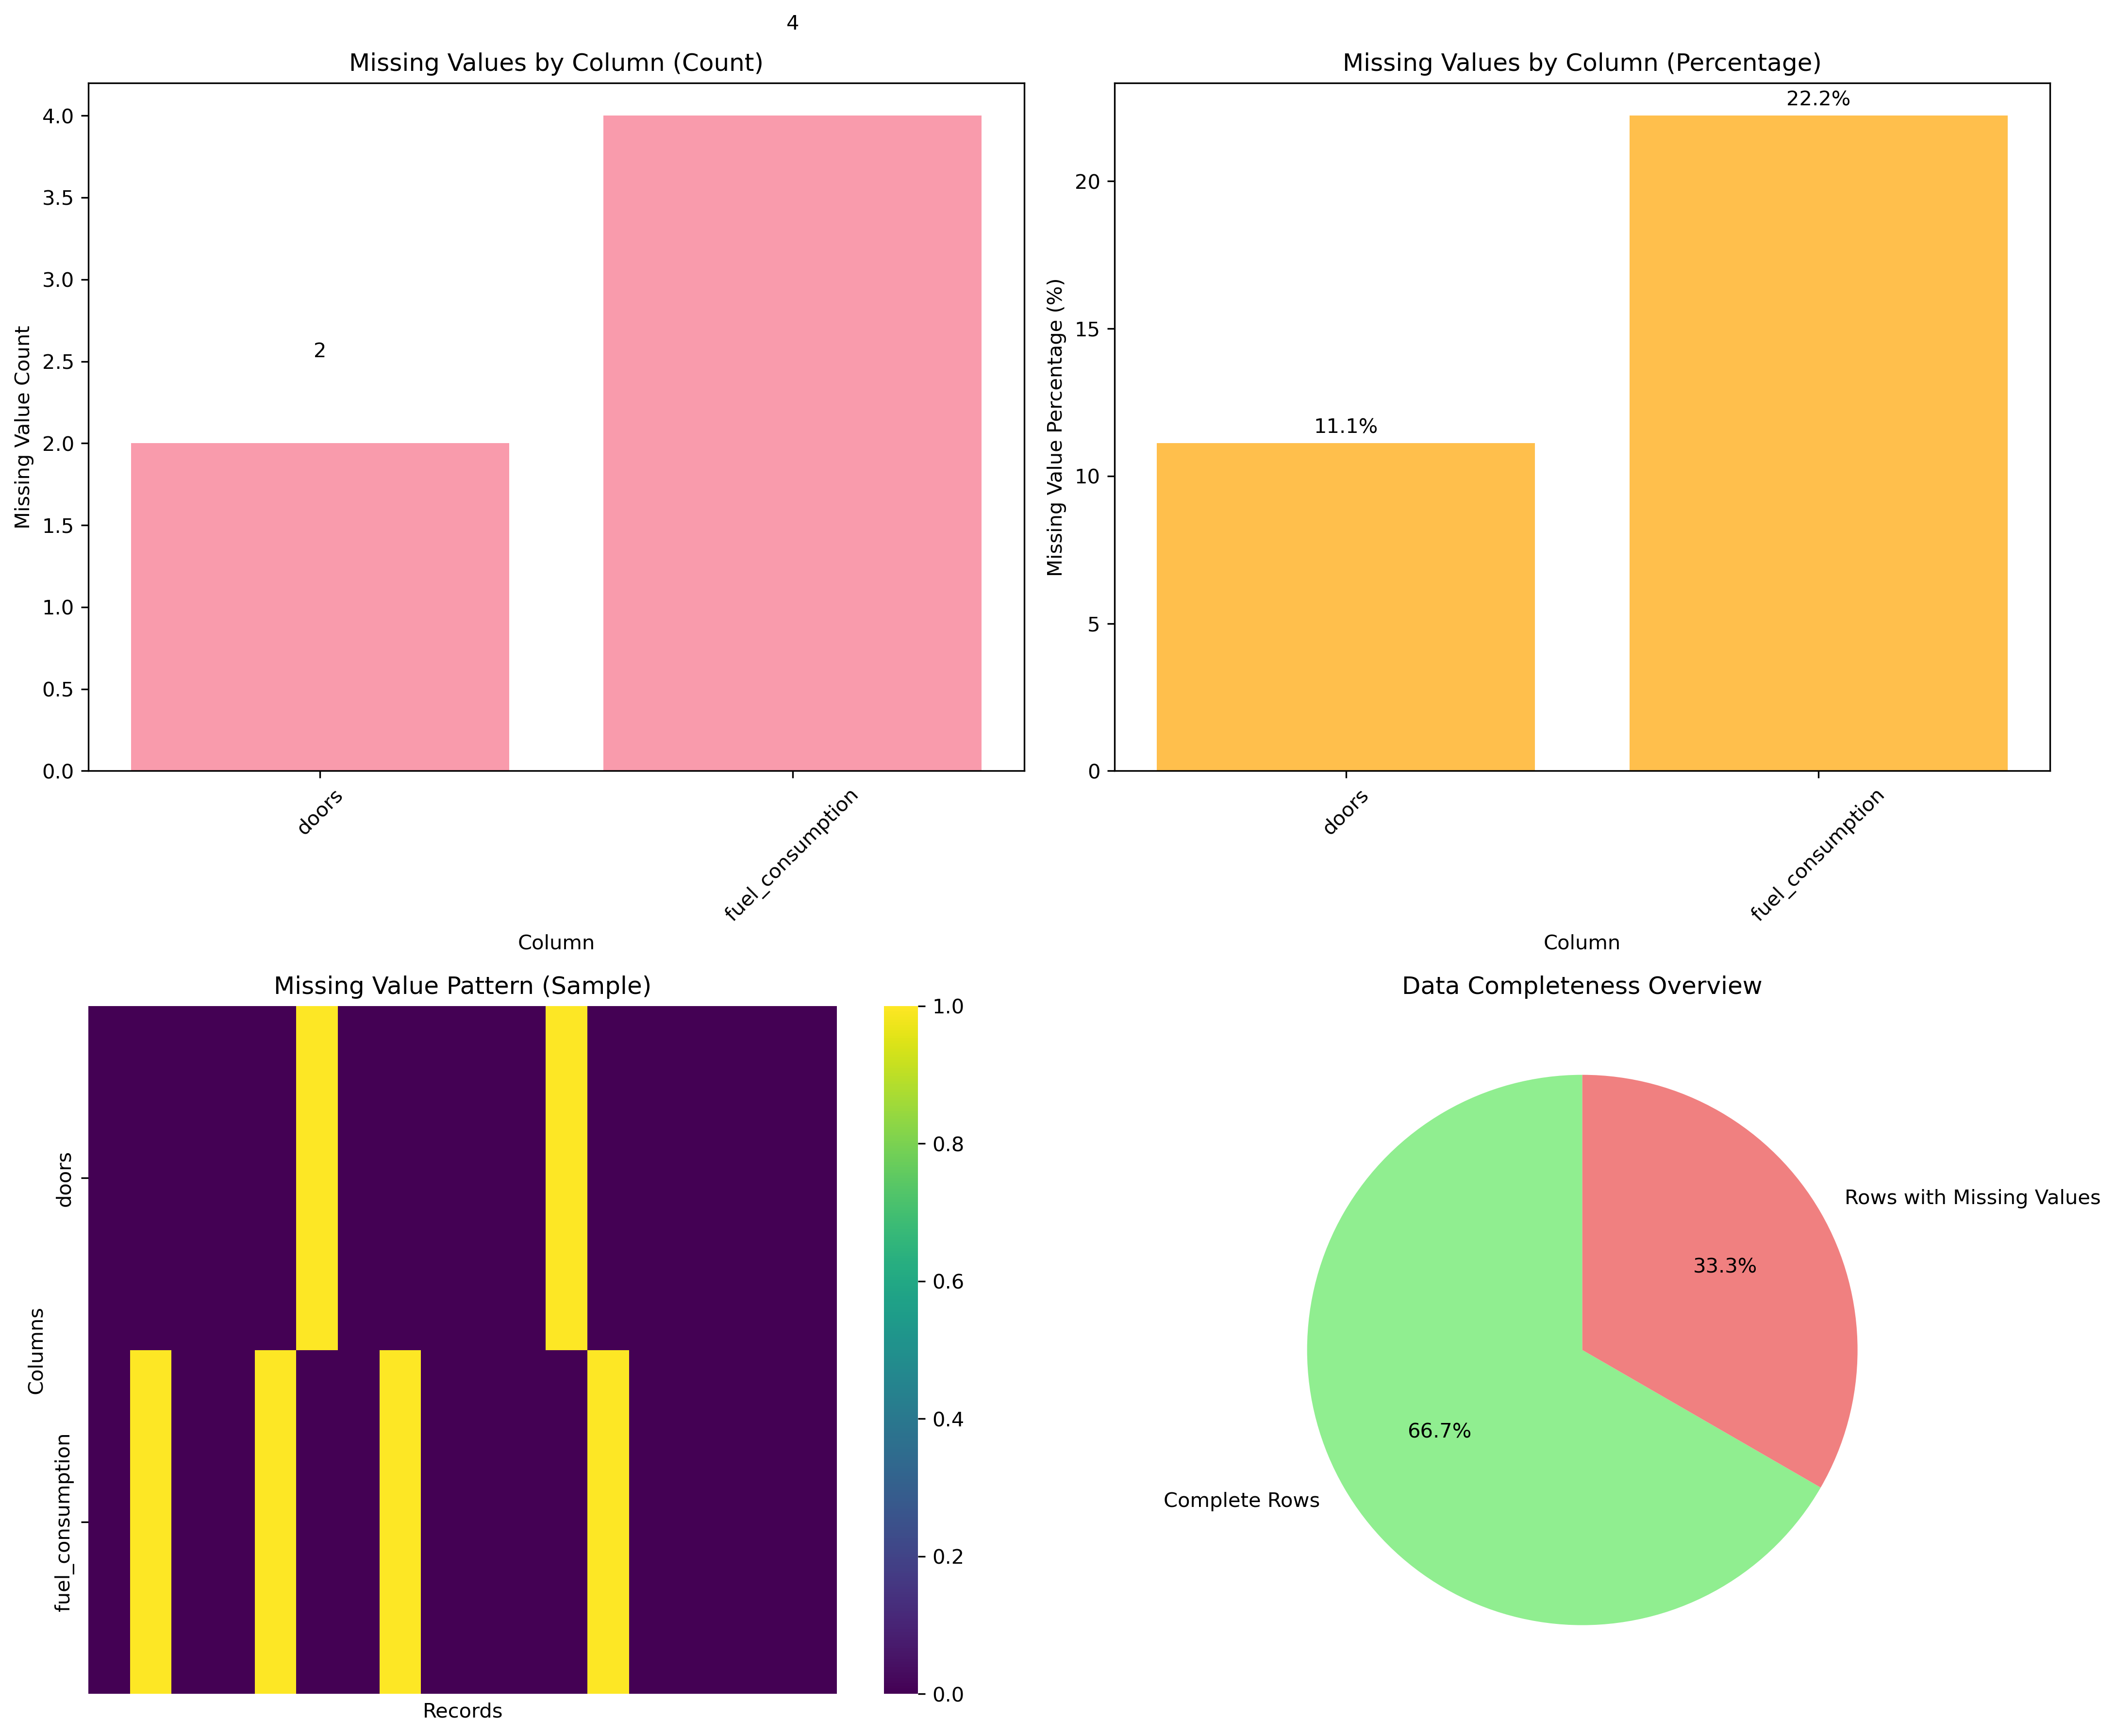 4
Missing Values by Column (Count)
4.0
3.5
3.0
2.5
2.0
1.5
1.0
0.5
0.0
Missing Value Count
2
doors
fuel_consumption
Column
Missing Values by Column (Percentage)
20
15
10
5
0
Missing Value Percentage (%)
11.1%
22.2%
doors
fuel_consumption
Column
Missing Value Pattern (Sample)
Columns
doors
fuel_consumption
Records
1.0
0.8
0.6
0.4
0.2
0.0
Data Completeness Overview
Rows with Missing Values
33.3%
66.7%
Complete Rows